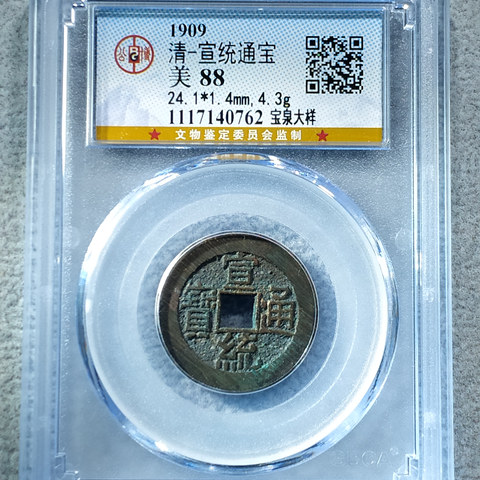 1909
清-宣统通宝
美 88
24.1*1.4mm,4.3g
1117140762 宝泉大样
★ 文物鉴定委员会监制 ★
宣
寶 通
統